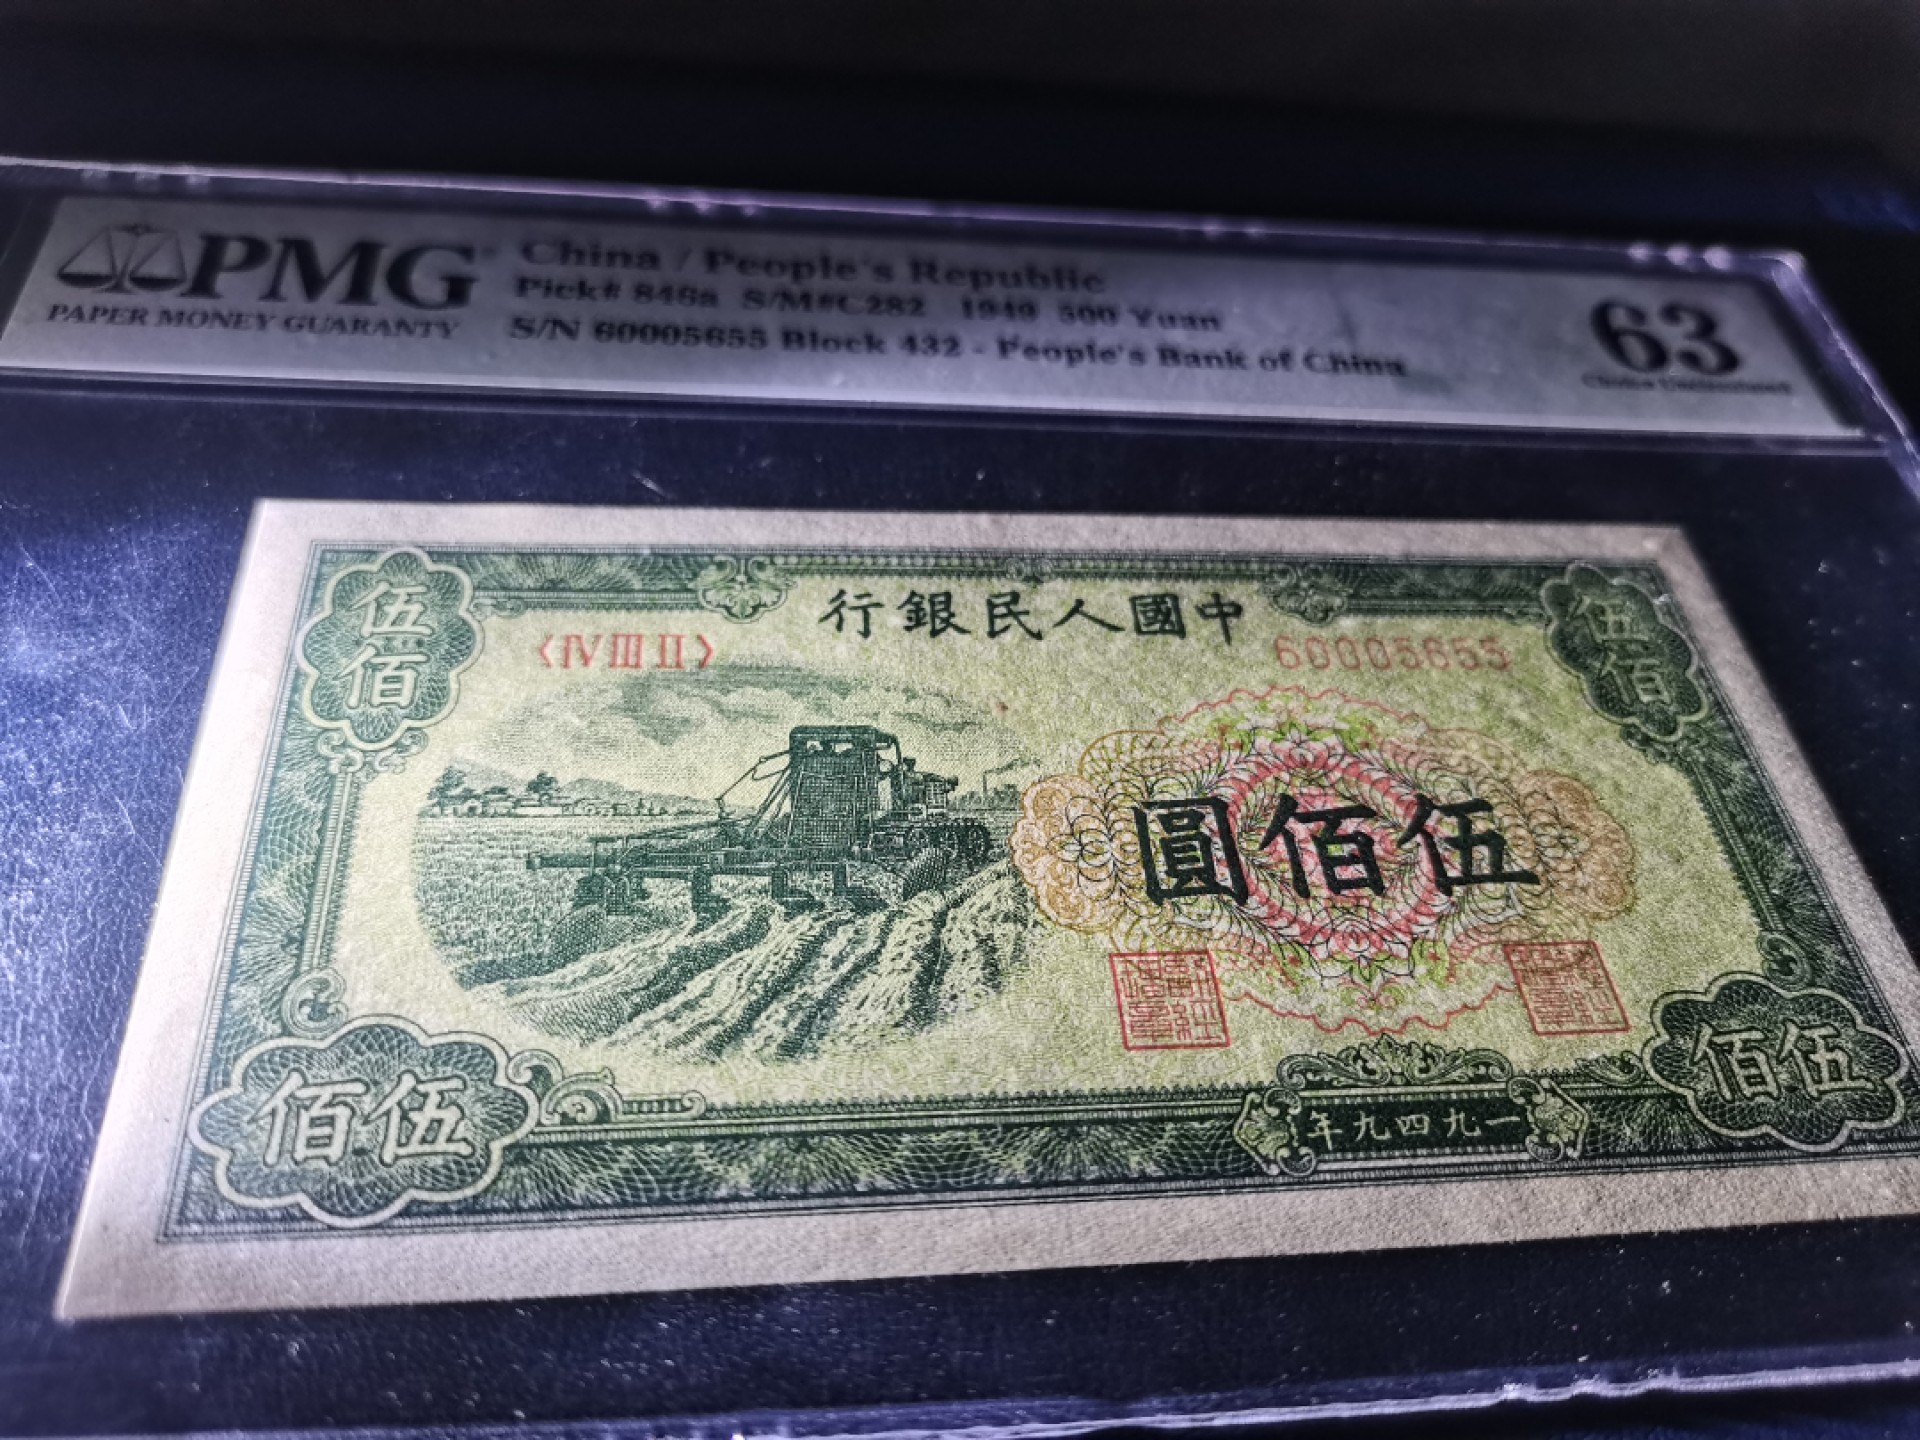 PMG
PAPER MONEY GUARANTY
China / People's Republic
Pick# 846a S/M#C282 1949 500 Yuan
S/N 60005655 Block 432 - People's Bank of China
63
Choice Uncirculated
伍佰
行銀民人國中
伍佰
〈IV III II〉
60005655
圓佰伍
佰伍
年九四九一
佰伍